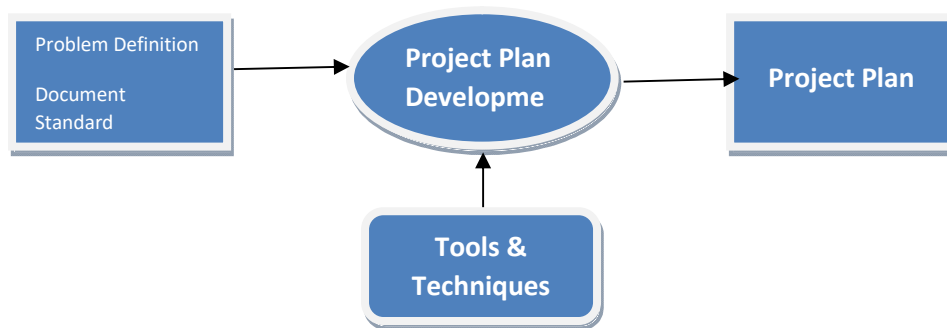 Problem Definition
Document
Standard
Project Plan
Developme
Project Plan
Tools &
Techniques